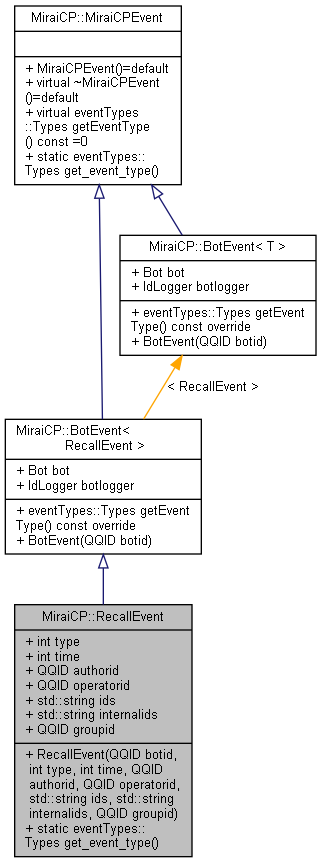 MiraiCP::MiraiCPEvent
+ MiraiCPEvent()=default
+ virtual ~MiraiCPEvent
()=default
+ virtual eventTypes
::Types getEventType
() const =0
+ static eventTypes::
Types get_event_type()
MiraiCP::BotEvent< T >
+ Bot bot
+ IdLogger botlogger
+ eventTypes::Types getEvent
Type() const override
+ BotEvent(QQID botid)
< RecallEvent >
MiraiCP::BotEvent<
RecallEvent >
+ Bot bot
+ IdLogger botlogger
+ eventTypes::Types getEvent
Type() const override
+ BotEvent(QQID botid)
MiraiCP::RecallEvent
+ int type
+ int time
+ QQID authorid
+ QQID operatorid
+ std::string ids
+ std::string internalids
+ QQID groupid
+ RecallEvent(QQID botid,
int type, int time, QQID
authorid, QQID operatorid,
std::string ids, std::string
internalids, QQID groupid)
+ static eventTypes::
Types get_event_type()